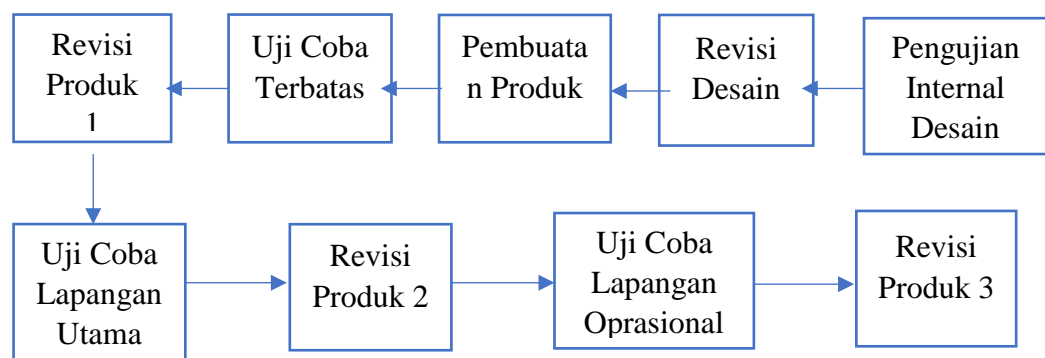 Revisi
Produk
1
Uji Coba
Terbatas
Pembuata
n Produk
Revisi
Desain
Pengujian
Internal
Desain
Uji Coba
Lapangan
Utama
Revisi
Produk 2
Uji Coba
Lapangan
Oprasional
Revisi
Produk 3